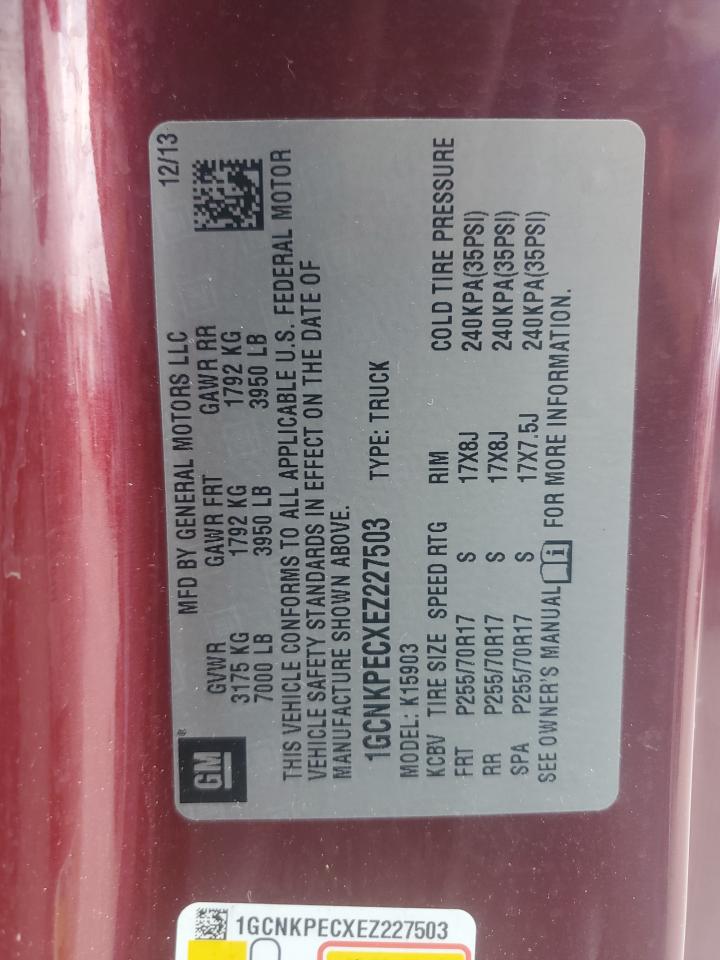 GM®
MFD BY GENERAL MOTORS LLC 12/13
GVWR GAWR FRT GAWR RR
3175 KG 1792 KG 1792 KG
7000 LB 3950 LB 3950 LB
THIS VEHICLE CONFORMS TO ALL APPLICABLE U.S. FEDERAL MOTOR
VEHICLE SAFETY STANDARDS IN EFFECT ON THE DATE OF
MANUFACTURE SHOWN ABOVE.
1GCNKPECXEZ227503 TYPE: TRUCK
MODEL: K15903
KCBV TIRE SIZE SPEED RTG RIM COLD TIRE PRESSURE
FRT P255/70R17 S 17X8J 240KPA(35PSI)
RR P255/70R17 S 17X8J 240KPA(35PSI)
SPA P255/70R17 S 17X7.5J 240KPA(35PSI)
SEE OWNER'S MANUAL i FOR MORE INFORMATION.
1GCNKPECXEZ227503